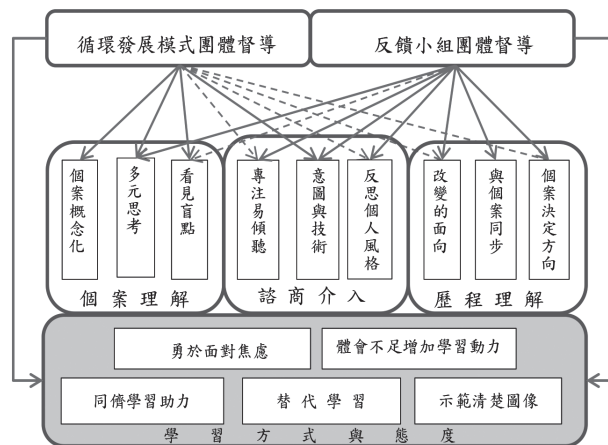 循環發展模式團體督導
反饋小組團體督導
個案概念化
多元思考
看見盲點
專注易傾聽
意圖與技術
反思個人風格
改變的面向
與個案同步
個案決定方向
個案理解
諮商介入
歷程理解
勇於面對焦慮
體會不足增加學習動力
同儕學習助力
替代學習
示範清楚圖像
學習方式與態度